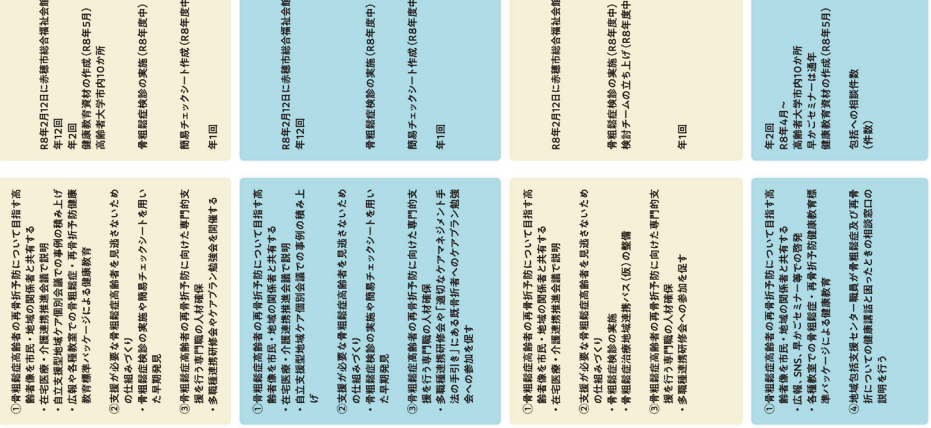 ①骨粗鬆症高齢者の再骨折予防について目指す高
齢者像を市民・地域の関係者と共有する
・在宅医療・介護連携推進会議で説明
・自立支援型地域ケア個別会議での事例の積み上げ
・広報や各種教室での骨粗鬆症・再骨折予防健康
教育標準パッケージによる健康教育
②支援が必要な骨粗鬆症高齢者を見逃さないため
の仕組みづくり
・骨粗鬆症検診の実施や簡易チェックシートを用い
た早期発見
③骨粗鬆症高齢者の再骨折予防に向けた専門的支
援を行う専門職の人材確保
・多職種連携研修会やケアプラン勉強会を開催する
R8年2月12日に赤穂市総合福祉会館
年12回
年2回
健康教育資材の作成（R8年5月）
高齢者大学市内10か所
骨粗鬆症検診の実施（R8年度中）
簡易チェックシート作成（R8年度中
年1回
①骨粗鬆症高齢者の再骨折予防について目指す高
齢者像を市民・地域の関係者と共有する
・在宅医療・介護連携推進会議で説明
・自立支援型地域ケア個別会議での事例の積み上
げ
②支援が必要な骨粗鬆症高齢者を見逃さないため
の仕組みづくり
・骨粗鬆症検診の実施や簡易チェックシートを用い
た早期発見
③骨粗鬆症高齢者の再骨折予防に向けた専門的支
援を行う専門職の人材確保
・多職種連携研修会や「適切なケアマネジメント手
法の手引き」にある既骨折者へのケアプラン勉強
会への参加を促す
R8年2月12日に赤穂市総合福祉会館
年12回
骨粗鬆症検診の実施（R8年度中）
簡易チェックシート作成（R8年度中
年1回
①骨粗鬆症高齢者の再骨折予防について目指す高
齢者像を市民・地域の関係者と共有する
・在宅医療・介護連携推進会議で説明
②支援が必要な骨粗鬆症高齢者を見逃さないため
の仕組みづくり
・骨粗鬆症検診の実施
・骨粗鬆症治療地域連携パス（仮）の整備
③骨粗鬆症高齢者の再骨折予防に向けた専門的支
援を行う専門職の人材確保
・多職種連携研修会への参加を促す
R8年2月12日に赤穂市総合福祉会館
骨粗鬆症検診の実施（R8年度中）
検討チームの立ち上げ（R8年度中
年1回
①骨粗鬆症高齢者の再骨折予防について目指す高
齢者像を市民・地域の関係者と共有する
・広報、SNS、早かごセミナー等での啓発
・各種教室での骨粗鬆症・再骨折予防健康教育標
準パッケージによる健康教育
④地域包括支援センター職員が骨粗鬆症及び再骨
折についての健康講話と困ったときの相談窓口の
説明を行う
年2回
R8年4月～
高齢者大学市内10か所
早かごセミナーは通年
健康教育資材の作成（R8年5月）
包括への相談件数
（件数）